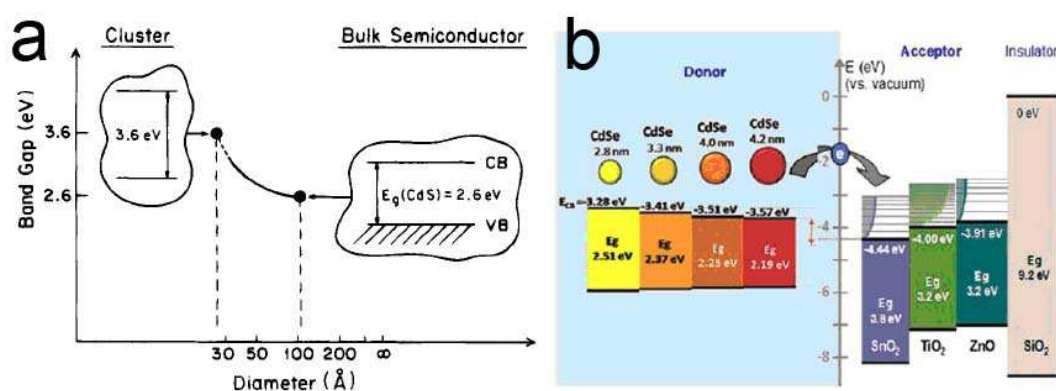 a
Cluster
Bulk Semiconductor
Band Gap (eV)
3.6
2.6
3.6 eV
CB
Eg (CdS) = 2.6 eV
VB
30 50 100 200 ∞
Diameter (Å)
b
Donor
Acceptor
Insulator
E (eV)
(vs. vacuum)
0
-2
-4
-6
-8
0 eV
CdSe
2.8 nm
CdSe
3.3 nm
CdSe
4.0 nm
CdSe
4.2 nm
e
ECB=-3.28 eV
-3.41 eV
-3.51 eV
-3.57 eV
Eg
2.51 eV
Eg
2.37 eV
Eg
2.25 eV
Eg
2.19 eV
-4.44 eV
-4.00 eV
-3.91 eV
Eg
3.8 eV
SnO2
Eg
3.2 eV
TiO2
Eg
3.2 eV
ZnO
Eg
9.2 eV
SiO2